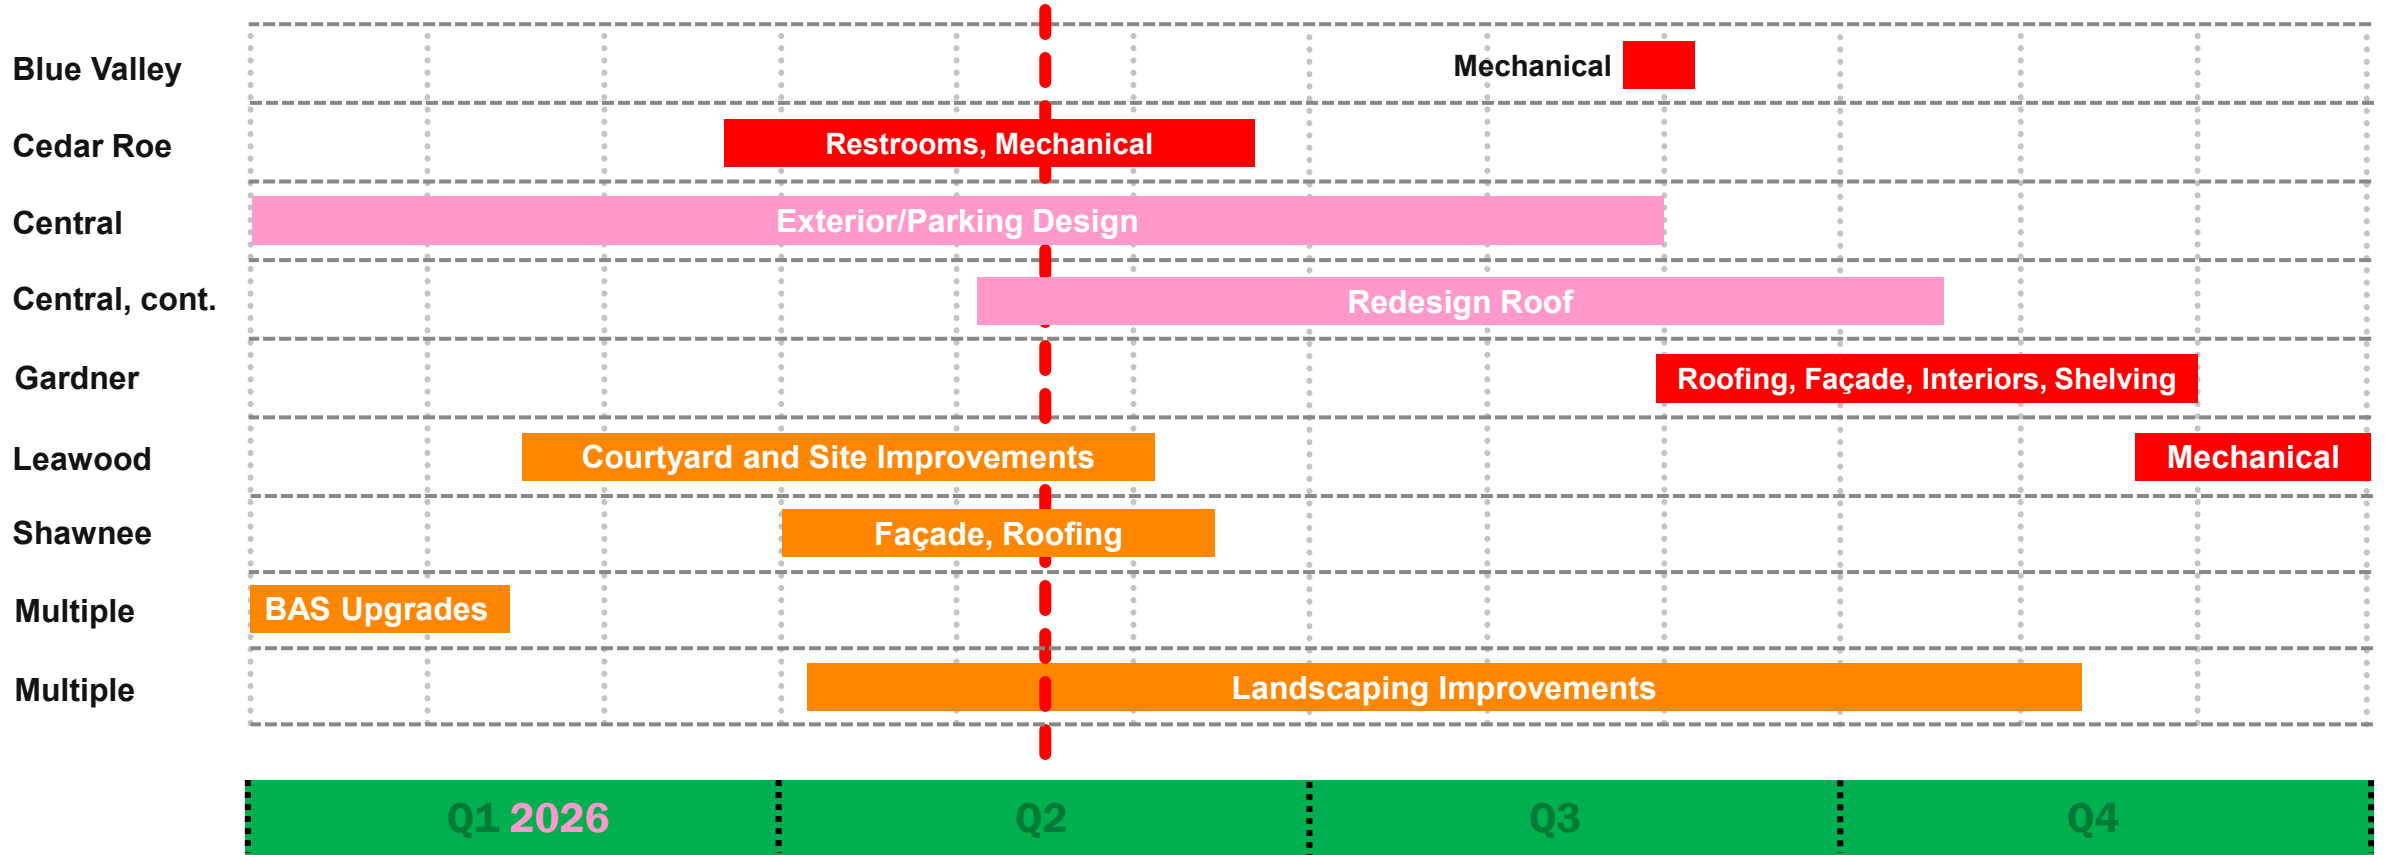 Blue Valley
Mechanical
Cedar Roe
Restrooms, Mechanical
Central
Exterior/Parking Design
Central, cont.
Redesign Roof
Gardner
Roofing, Façade, Interiors, Shelving
Leawood
Courtyard and Site Improvements
Mechanical
Shawnee
Façade, Roofing
Multiple
BAS Upgrades
Multiple
Landscaping Improvements
Q1 2026
Q2
Q3
Q4